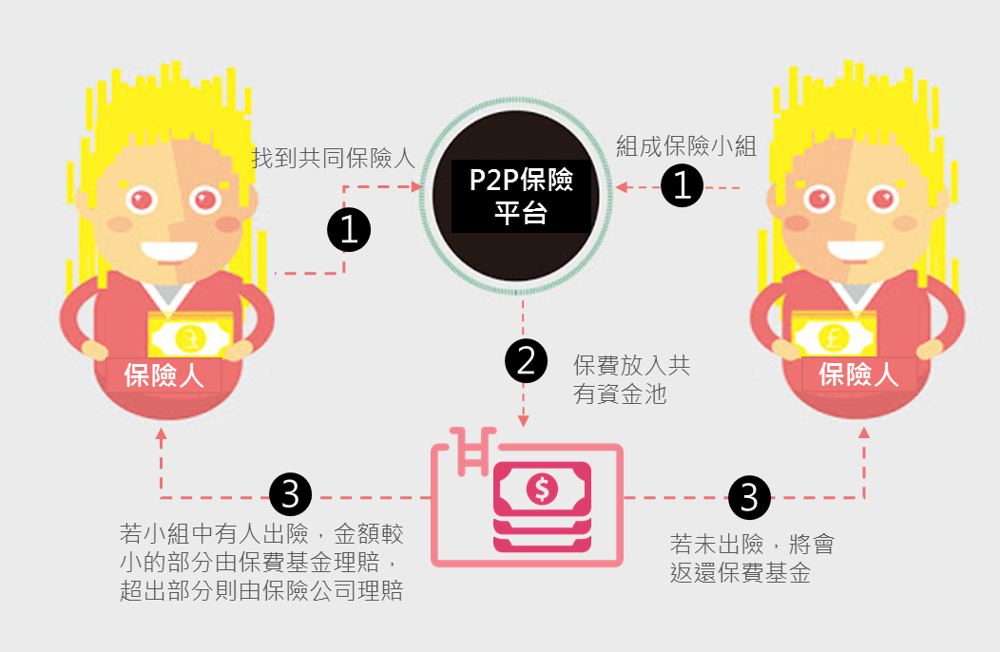 找到共同保險人
組成保險小組
P2P保險
平台
1
1
2
保費放入共
有資金池
保險人
保險人
$
£
3
3
若小組中有人出險，金額較
小的部分由保費基金理賠，
超出部分則由保險公司理賠
若未出險，將會
返還保費基金